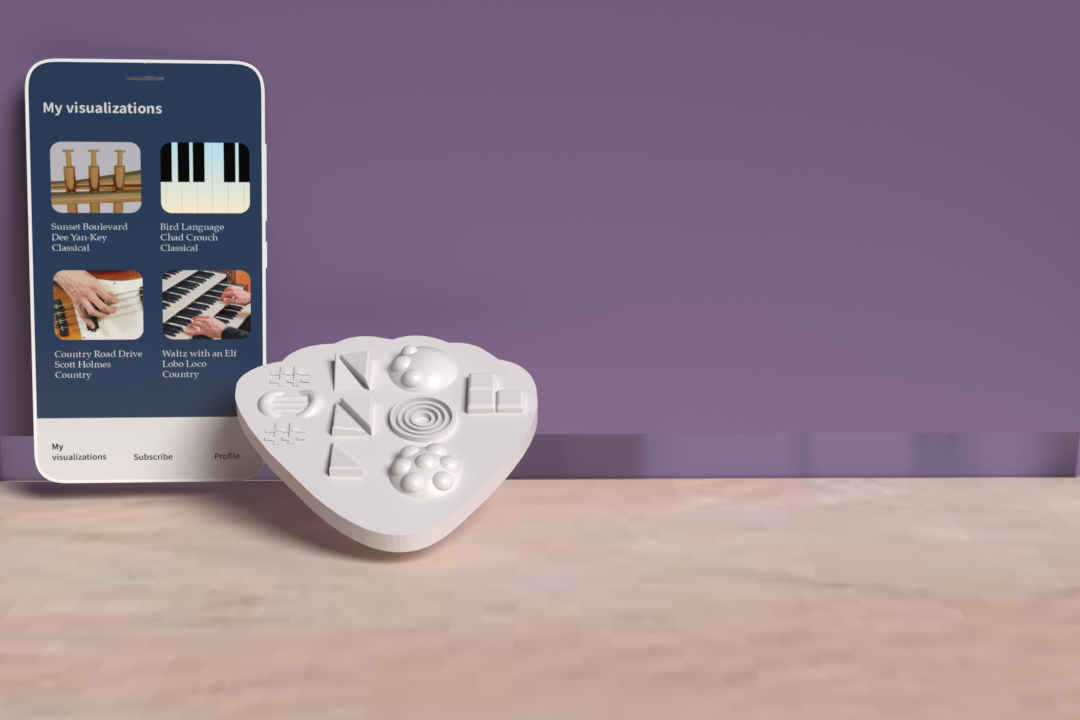 My visualizations
Sunset Boulevard
Dee Yan-Key
Classical
Bird Language
Chad Crouch
Classical
Country Road Drive
Scott Holmes
Country
Waltz with an Elf
Lobo Loco
Country
My
visualizations
Subscribe
Profile